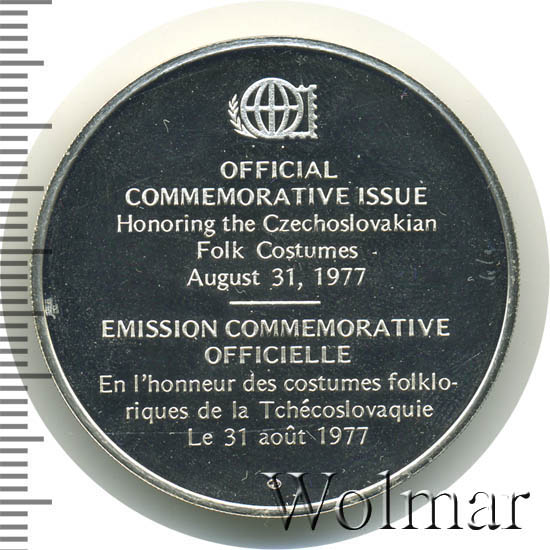 OFFICIAL
COMMEMORATIVE ISSUE
Honoring the Czechoslovakian
Folk Costumes
August 31, 1977
EMISSION COMMEMORATIVE
OFFICIELLE
En l'honneur des costumes folklo-
riques de la Tchécoslovaquie
Le 31 août 1977
Wolmar